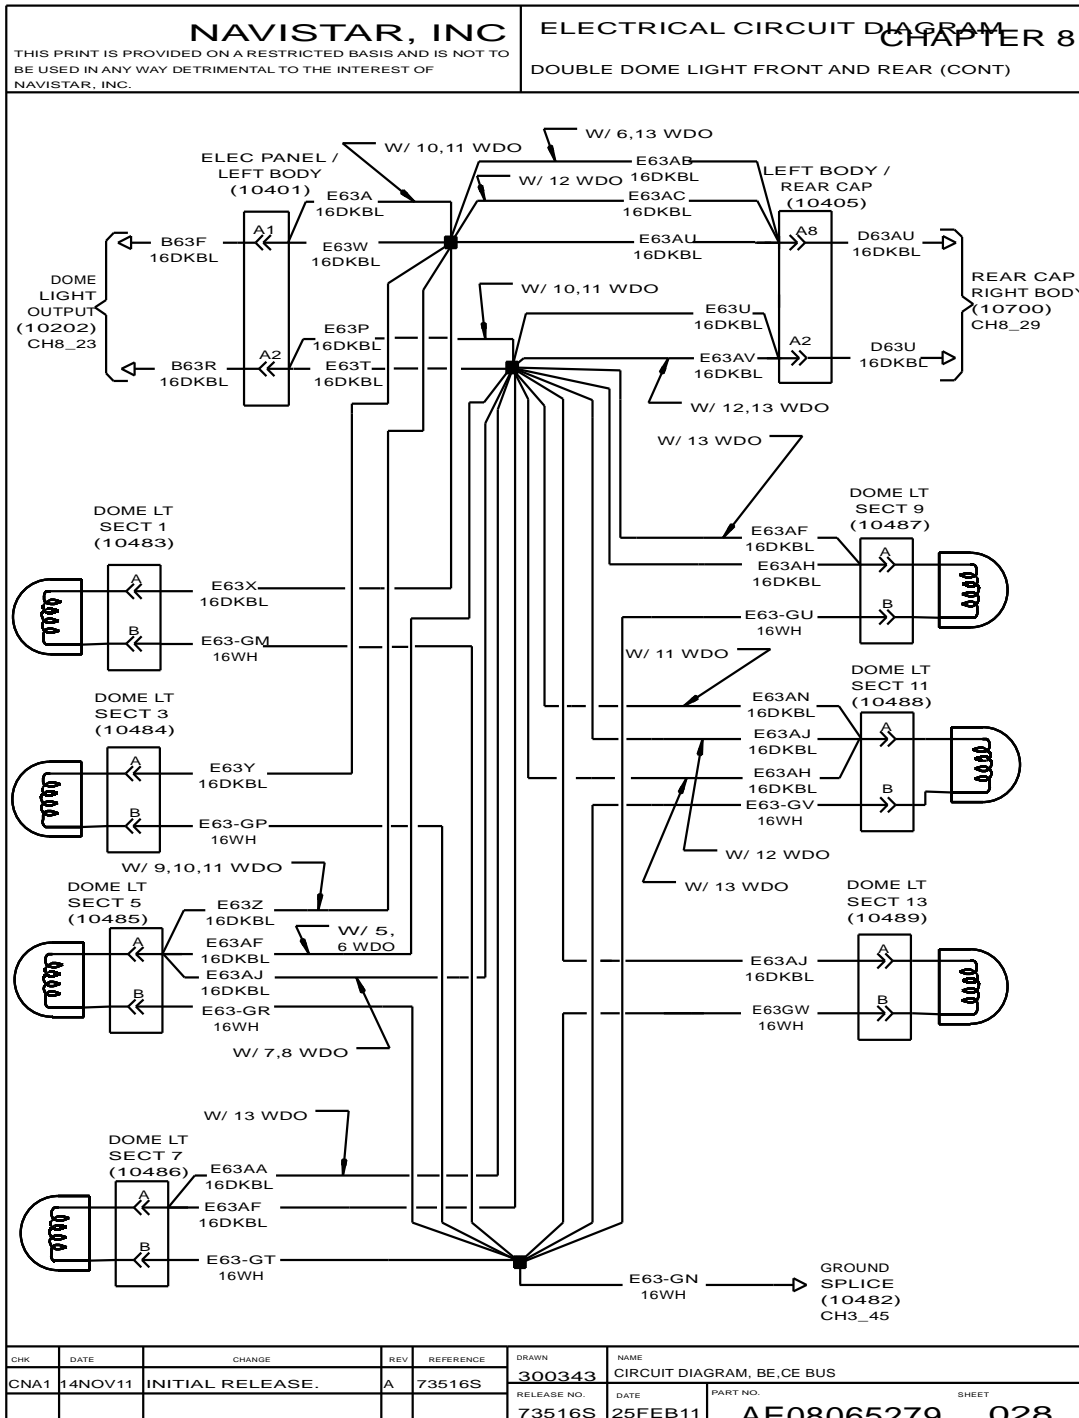 NAVISTAR, INC
THIS PRINT IS PROVIDED ON A RESTRICTED BASIS AND IS NOT TO
BE USED IN ANY WAY DETRIMENTAL TO THE INTEREST OF
NAVISTAR, INC.
ELECTRICAL CIRCUIT DIAGRAM
CHAPTER 8
DOUBLE DOME LIGHT FRONT AND REAR (CONT)
W/ 10,11 WDO
W/ 6,13 WDO
ELEC PANEL /
LEFT BODY
(10401)
E63A
16DKBL
W/ 12 WDO
E63AB
16DKBL
E63AC
16DKBL
LEFT BODY /
REAR CAP
(10405)
A1
B63F
16DKBL
E63W
16DKBL
E63AU
16DKBL
A8
D63AU
16DKBL
DOME
LIGHT
OUTPUT
(10202)
CH8_23
REAR CAP
RIGHT BODY
(10700)
CH8_29
W/ 10,11 WDO
E63P
16DKBL
E63U
16DKBL
A2
B63R
16DKBL
E63T
16DKBL
E63AV
16DKBL
A2
D63U
16DKBL
W/ 12,13 WDO
W/ 13 WDO
DOME LT
SECT 1
(10483)
A
E63X
16DKBL
B
E63-GM
16WH
DOME LT
SECT 9
(10487)
E63AF
16DKBL
A
E63AH
16DKBL
B
E63-GU
16WH
W/ 11 WDO
DOME LT
SECT 3
(10484)
A
E63Y
16DKBL
B
E63-GP
16WH
DOME LT
SECT 11
(10488)
E63AN
16DKBL
A
E63AJ
16DKBL
E63AH
16DKBL
B
E63-GV
16WH
W/ 12 WDO
W/ 13 WDO
W/ 9,10,11 WDO
DOME LT
SECT 5
(10485)
E63Z
16DKBL
A
E63AF
16DKBL
W/ 5,
6 WDO
E63AJ
16DKBL
B
E63-GR
16WH
W/ 7,8 WDO
DOME LT
SECT 13
(10489)
A
E63AJ
16DKBL
B
E63GW
16WH
W/ 13 WDO
DOME LT
SECT 7
(10486)
E63AA
16DKBL
A
E63AF
16DKBL
B
E63-GT
16WH
E63-GN
16WH
GROUND
SPLICE
(10482)
CH3_45
CHK DATE CHANGE REV REFERENCE
CNA1 14NOV11 INITIAL RELEASE. A 73516S
DRAWN
300343
NAME
CIRCUIT DIAGRAM, BE,CE BUS
RELEASE NO.
73516S
DATE
25FEB11
PART NO.
AE08065279
SHEET
028